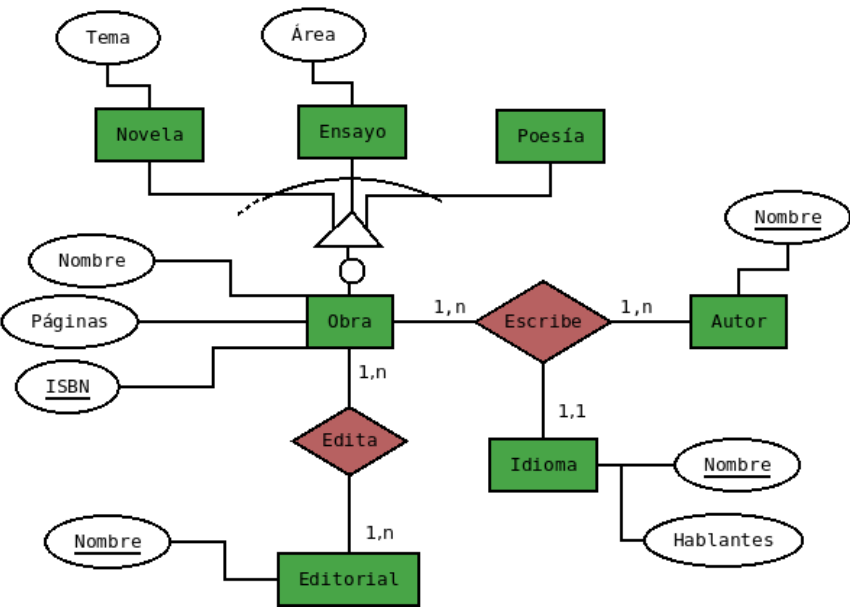 Tema
Área
Novela
Ensayo
Poesía
Nombre
Nombre
Páginas
Obra
1,n
Escribe
1,n
Autor
ISBN
1,n
1,1
Edita
Idioma
Nombre
1,n
Nombre
Hablantes
Editorial